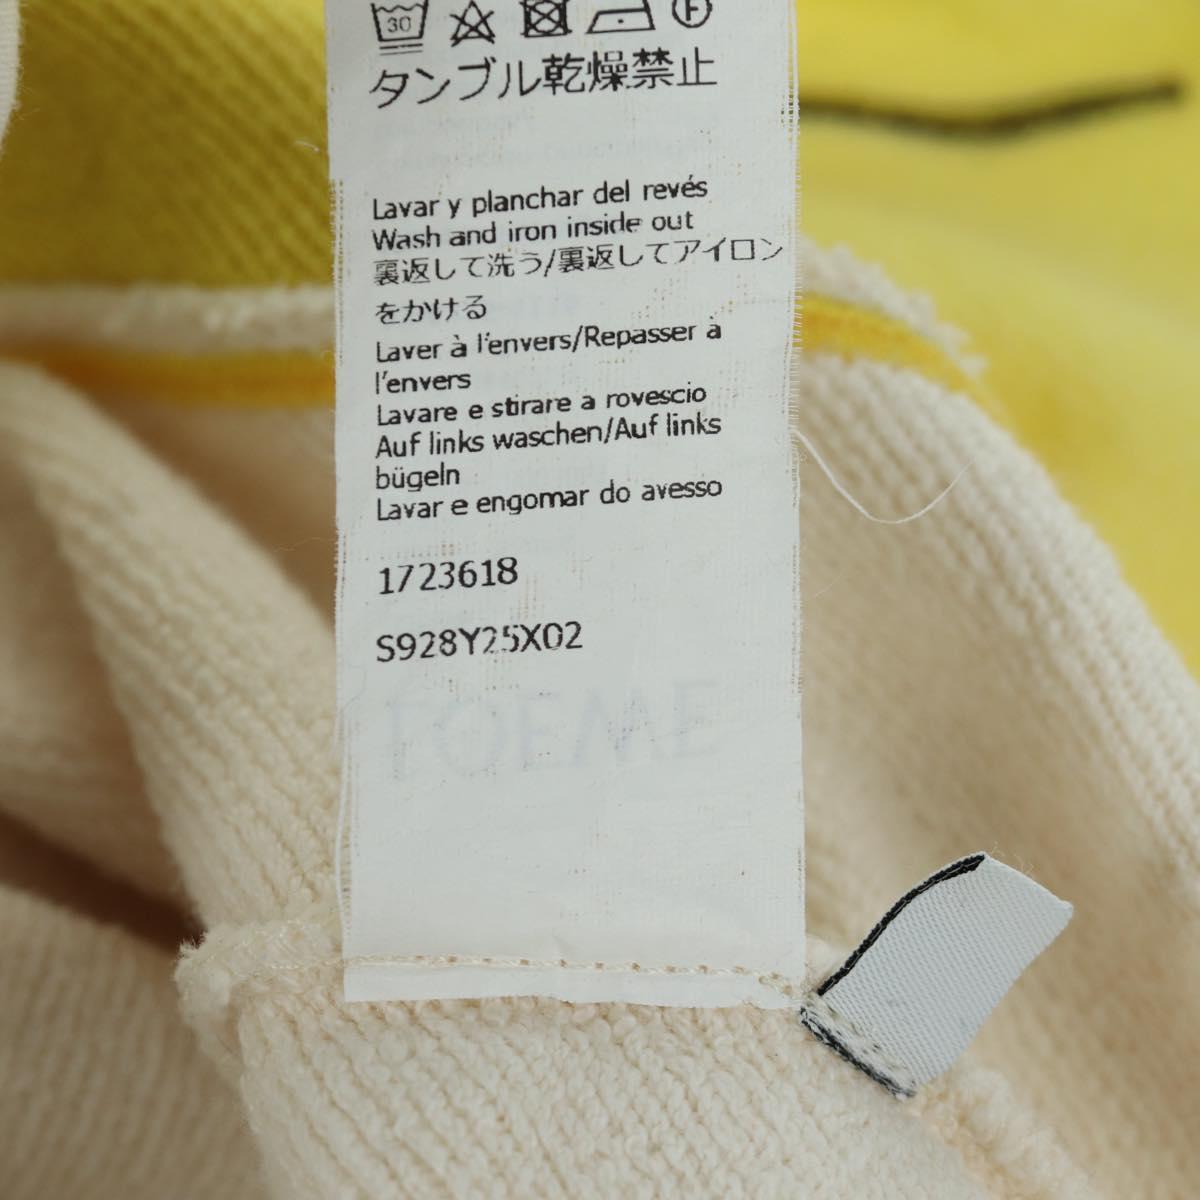 30 F
タンブル乾燥禁止
Lavar y planchar del revés
Wash and iron inside out
裏返して洗う/裏返してアイロン
をかける
Laver à l'envers/Repasser à
l'envers
Lavare e stirare a rovescio
Auf links waschen/Auf links
bügeln
Lavar e engomar do avesso
1723618
S928Y25X02